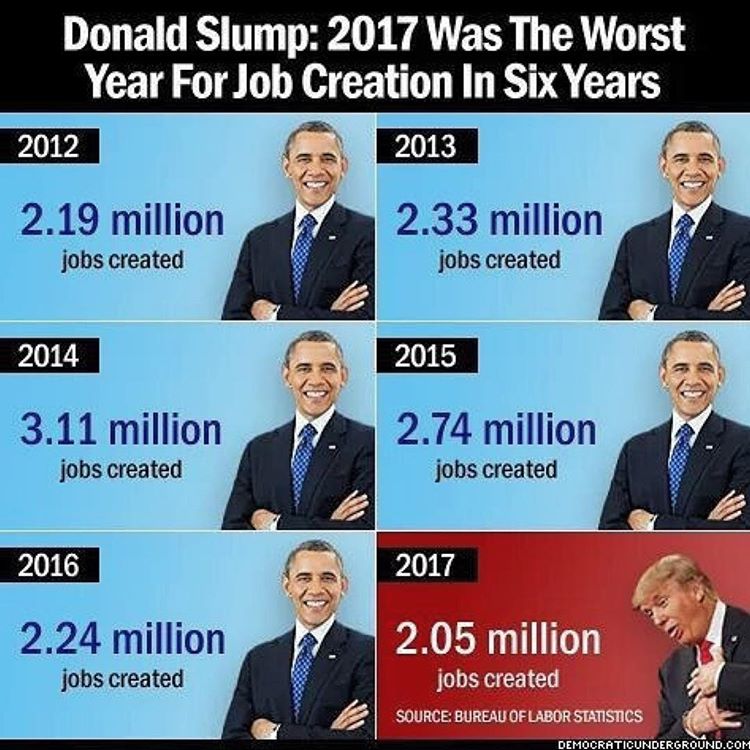 Donald Slump: 2017 Was The Worst
Year For Job Creation In Six Years
2012
2.19 million
jobs created
2013
2.33 million
jobs created
2014
3.11 million
jobs created
2015
2.74 million
jobs created
2016
2.24 million
jobs created
2017
2.05 million
jobs created
SOURCE: BUREAU OF LABOR STATISTICS
DEMOCRATICUNDERGROUND.COM